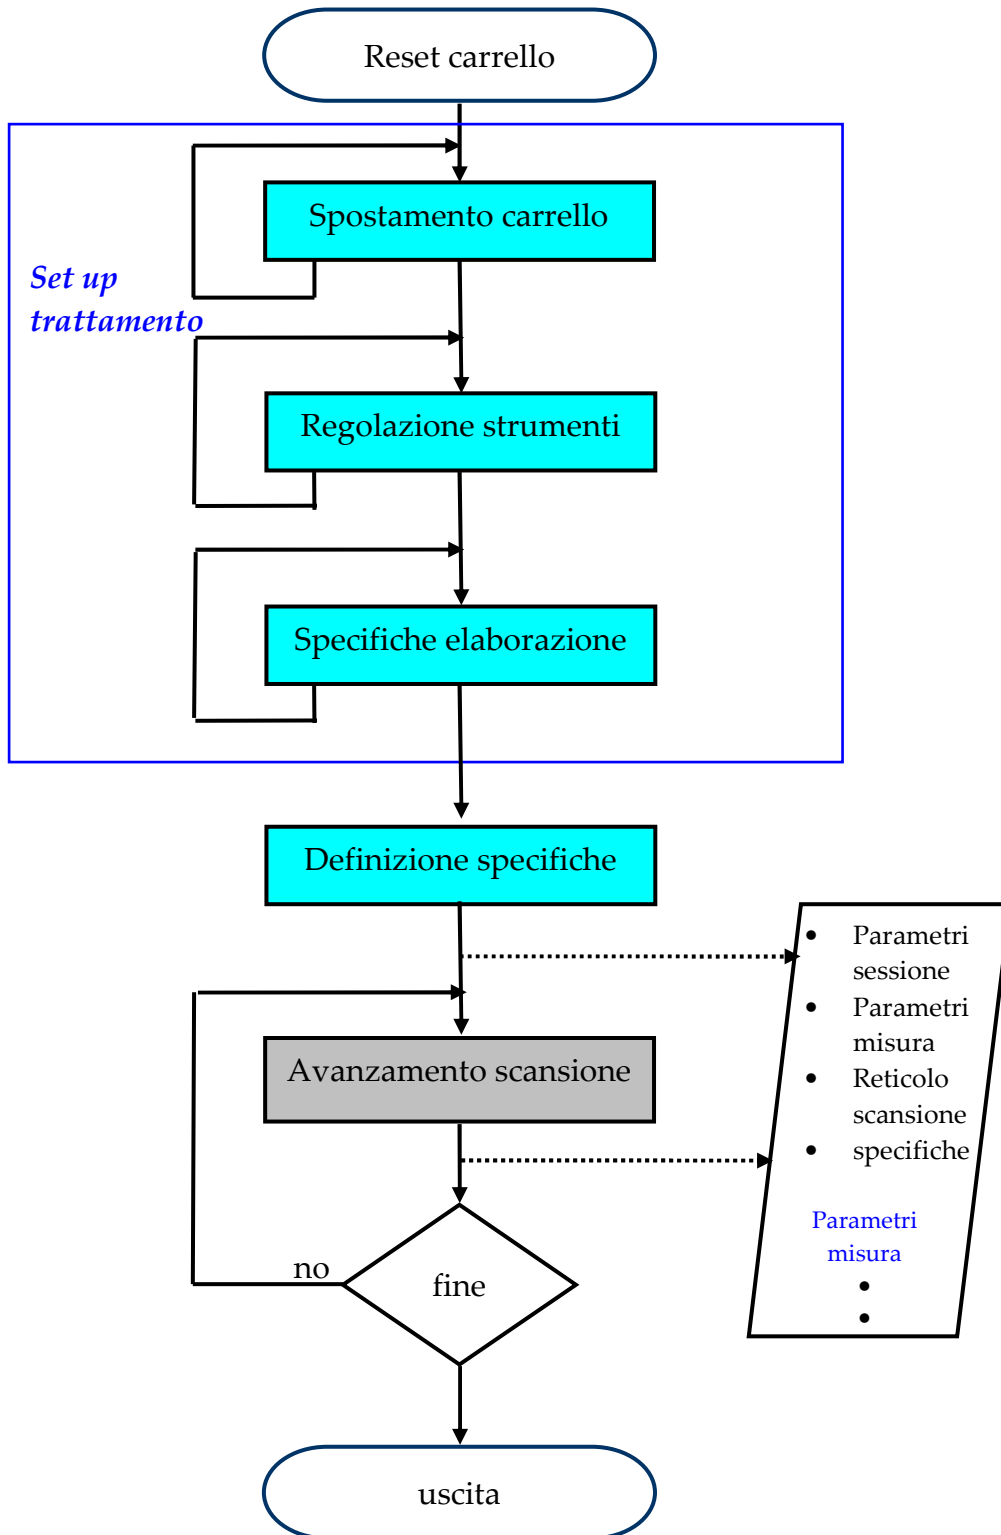 Reset carrello
Spostamento carrello
Set up
trattamento
Regolazione strumenti
Specifiche elaborazione
Definizione specifiche
• Parametri
sessione
• Parametri
misura
• Reticolo
scansione
• specifiche
Parametri
misura
•
•
Avanzamento scansione
no
fine
uscita